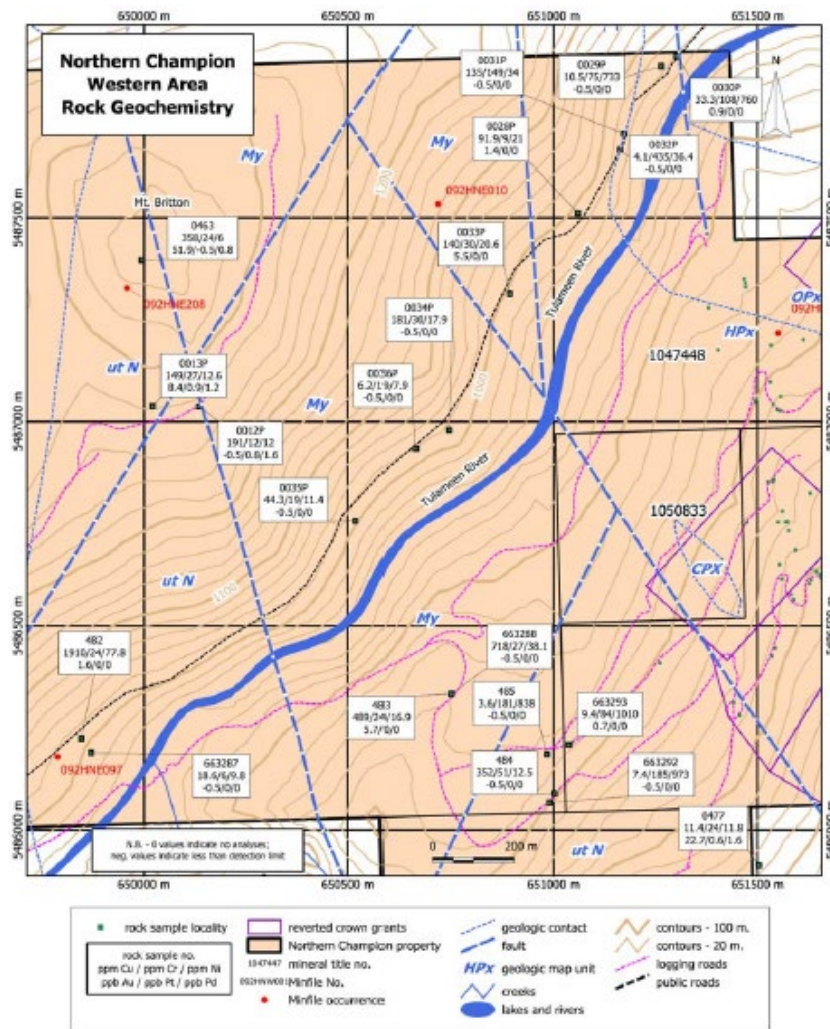 650000 m
650500 m
651000 m
651500 m
Northern Champion
Western Area
Rock Geochemistry
0031P
135/149/34
-0.5/0/0
0029P
10.5/75/733
-0.5/0/0
0030P
33.3/108/760
0.9/0/0
N
0028P
91.9/9/21
1.4/0/0
0032P
4.1/435/36.4
-0.5/0/0
My
My
1200
092HNE010
Mt. Britton
5487500 m
5487500 m
0463
358/24/6
51.9/-0.5/0.8
0033P
140/30/20.6
5.5/0/0
Tulameen River
092HNE208
0034P
181/30/17.9
-0.5/0/0
OPx
HPx
1047448
ut N
0013P
149/27/12.6
8.4/0.9/1.2
0036P
6.2/19/7.9
-0.5/0/0
1000
My
5487000 m
5487000 m
0012P
191/12/12
-0.5/0.8/1.6
0035P
44.3/19/11.4
-0.5/0/0
Tulameen River
1050833
CPX
ut N
1100
My
5486500 m
5486500 m
482
1910/24/77.8
1.6/0/0
663288
718/27/38.1
-0.5/0/0
483
489/24/16.9
5.7/0/0
485
3.6/181/838
-0.5/0/0
663293
9.4/84/1010
0.7/0/0
092HNE097
663287
18.6/6/9.8
-0.5/0/0
484
352/51/12.5
-0.5/0/0
663292
7.4/185/973
-0.5/0/0
0477
11.4/24/11.8
22.7/0.6/1.6
5486000 m
5486000 m
N.B. - 0 values indicate no analyses;
neg. values indicate less than detection limit
0 200 m
ut N
650000 m
650500 m
651000 m
651500 m
rock sample locality
rock sample no.
ppm Cu / ppm Cr / ppm Ni
ppb Au / ppb Pt / ppb Pd
reverted crown grants
Northern Champion property
1047447 mineral title no.
092HNW001 Minfile No.
Minfile occurrence
geologic contact
fault
HPx geologic map unit
creeks
lakes and rivers
contours - 100 m.
contours - 20 m.
logging roads
public roads